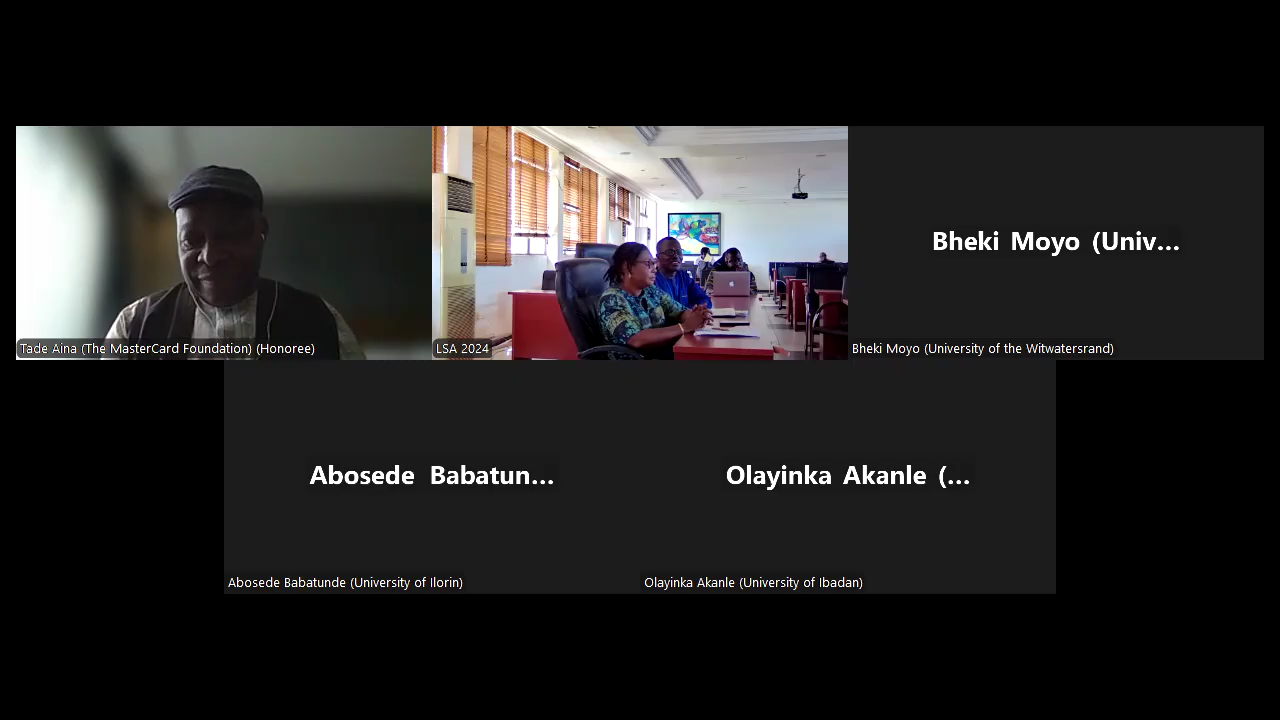 Bheki Moyo (Univ...
Tade Aina (The MasterCard Foundation) (Honoree)
LSA 2024
Bheki Moyo (University of the Witwatersrand)
Abosede Babatun...
Olayinka Akanle (...
Abosede Babatunde (University of Ilorin)
Olayinka Akanle (University of Ibadan)